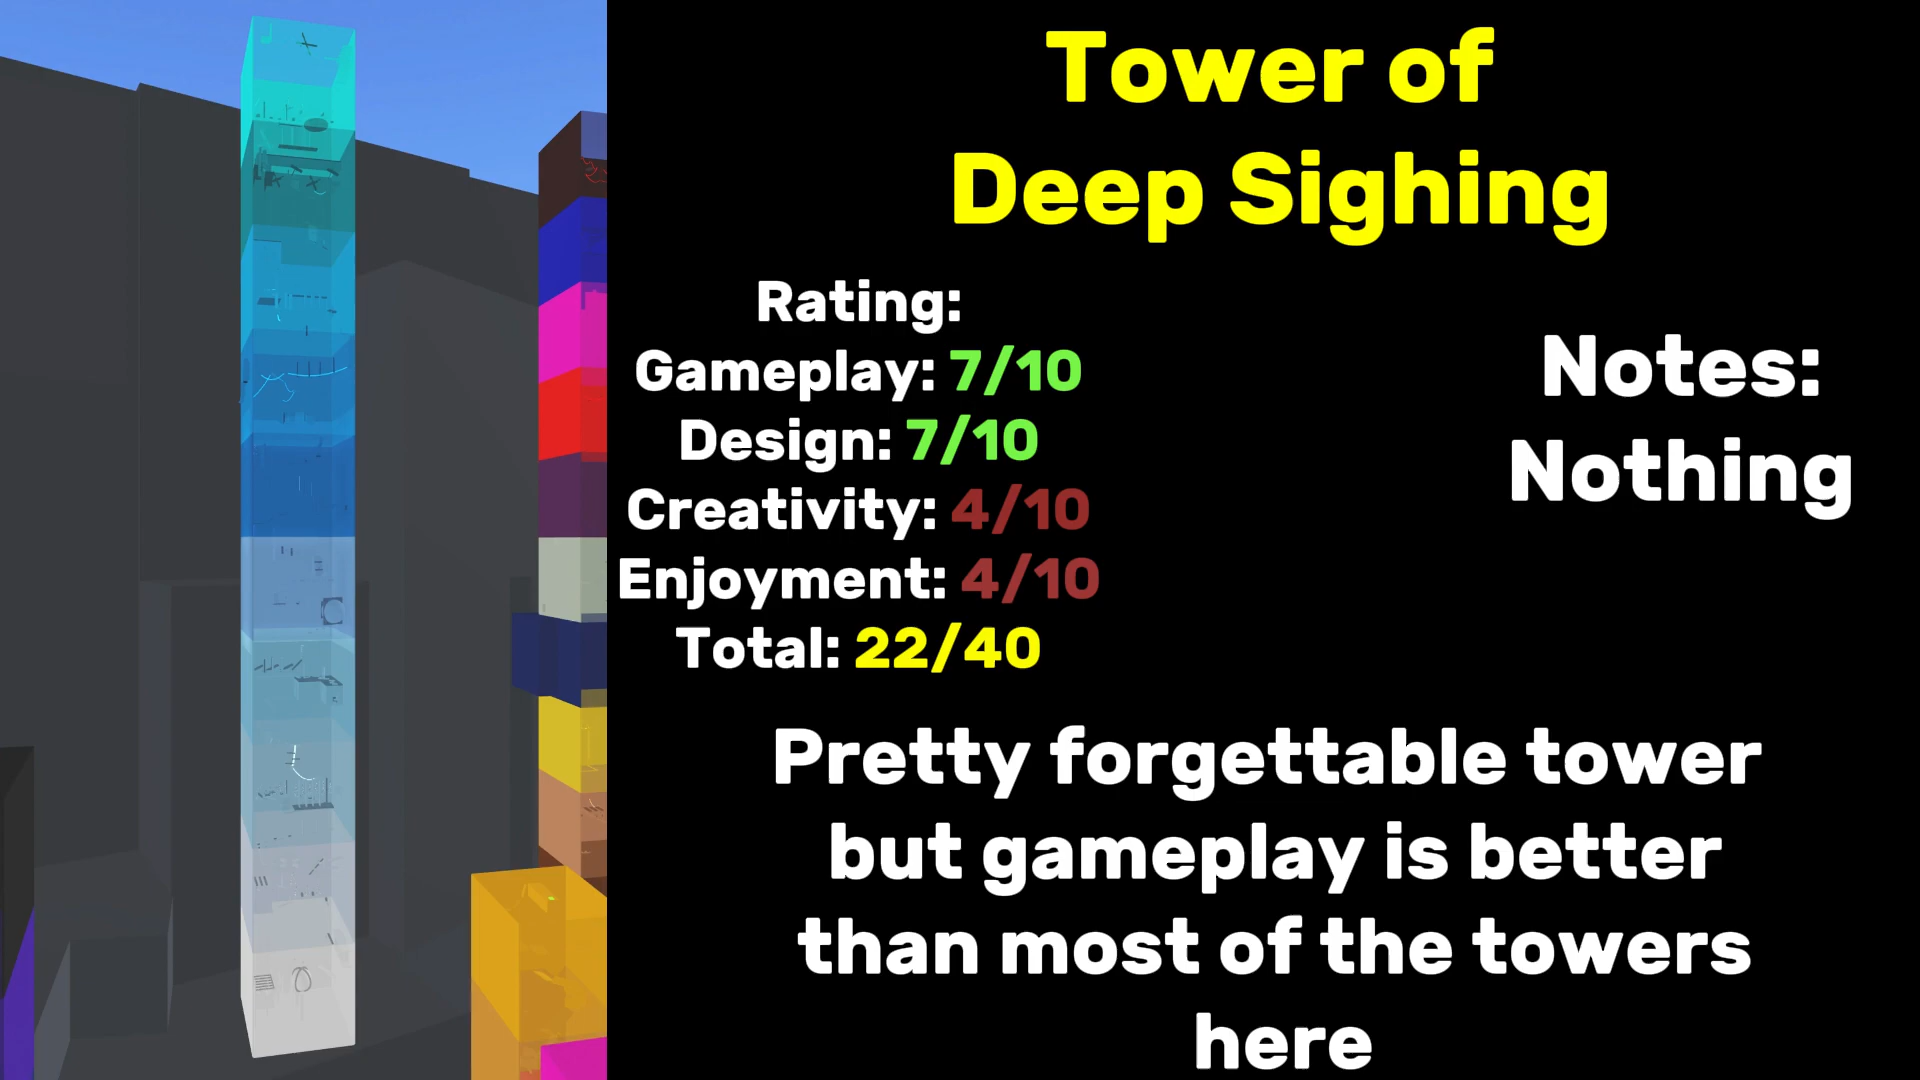 Tower of
Deep Sighing
Rating:
Gameplay: 7/10
Design: 7/10
Creativity: 4/10
Enjoyment: 4/10
Total: 22/40
Notes:
Nothing
Pretty forgettable tower
but gameplay is better
than most of the towers
here